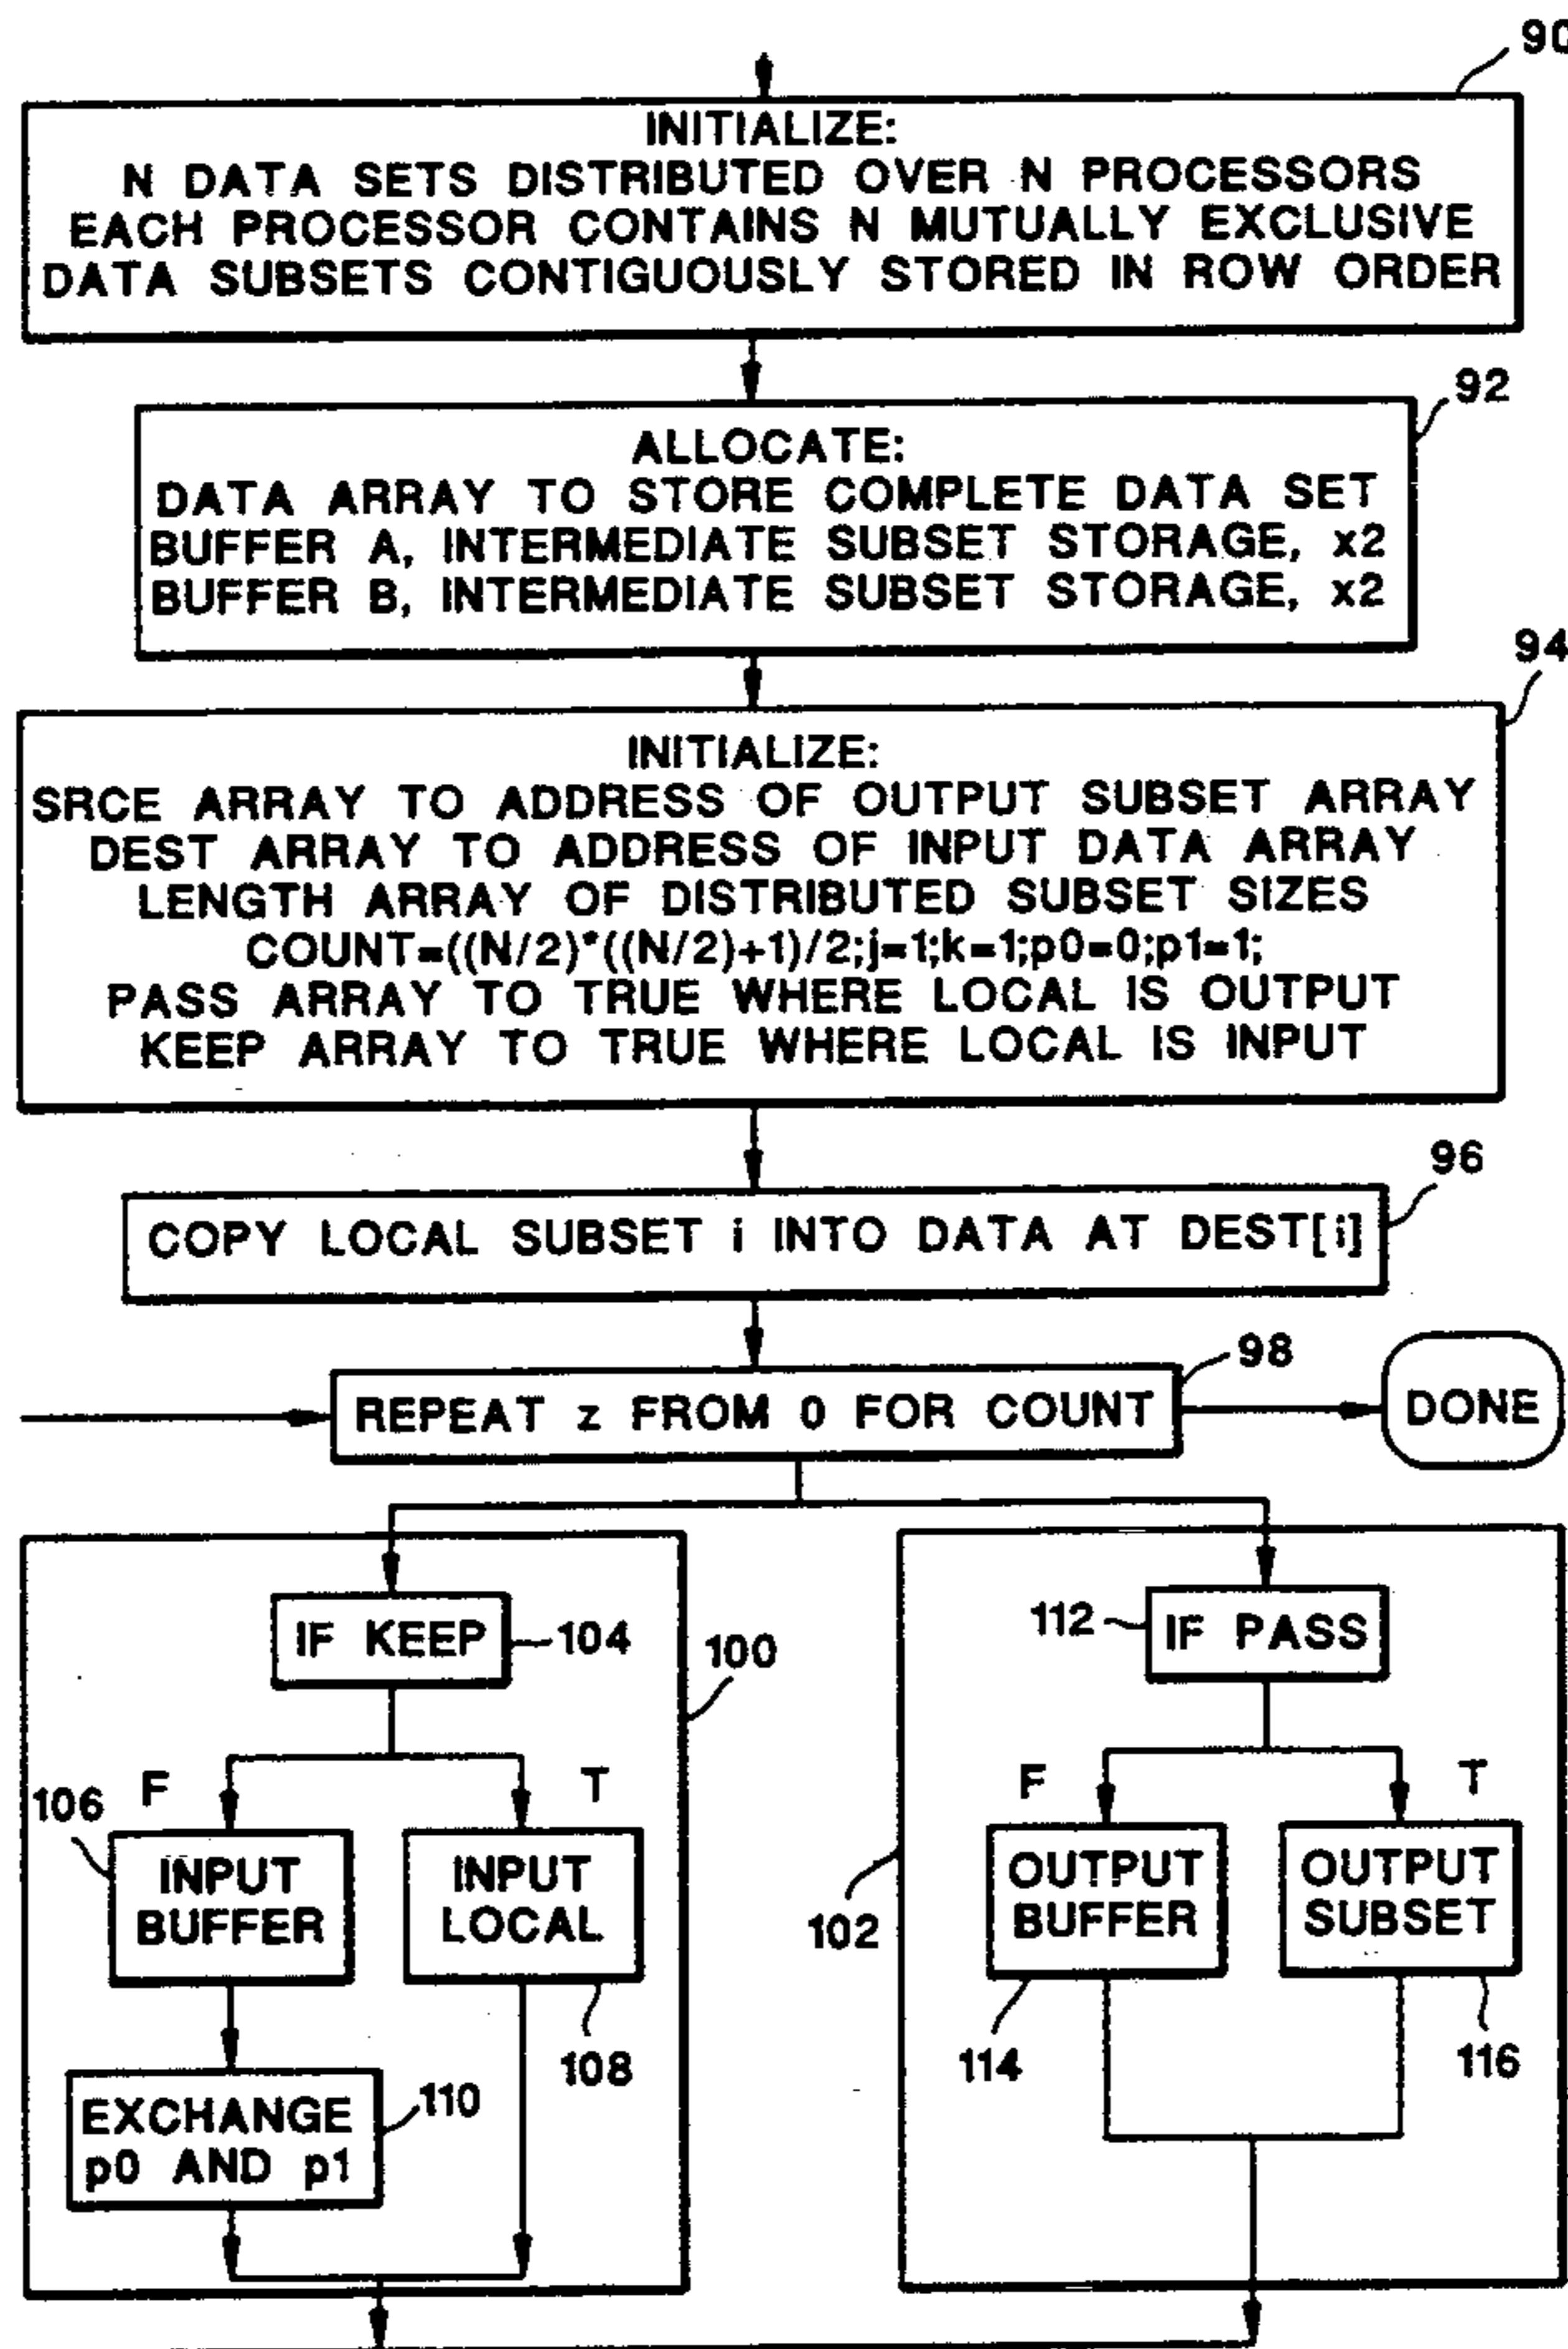 90
INITIALIZE:
N DATA SETS DISTRIBUTED OVER N PROCESSORS
EACH PROCESSOR CONTAINS N MUTUALLY EXCLUSIVE
DATA SUBSETS CONTIGUOUSLY STORED IN ROW ORDER
92
ALLOCATE:
DATA ARRAY TO STORE COMPLETE DATA SET
BUFFER A, INTERMEDIATE SUBSET STORAGE, x2
BUFFER B, INTERMEDIATE SUBSET STORAGE, x2
94
INITIALIZE:
SRCE ARRAY TO ADDRESS OF OUTPUT SUBSET ARRAY
DEST ARRAY TO ADDRESS OF INPUT DATA ARRAY
LENGTH ARRAY OF DISTRIBUTED SUBSET SIZES
COUNT=((N/2)*((N/2)+1)/2;j=1;k=1;p0=0;p1=1;
PASS ARRAY TO TRUE WHERE LOCAL IS OUTPUT
KEEP ARRAY TO TRUE WHERE LOCAL IS INPUT
96
COPY LOCAL SUBSET i INTO DATA AT DEST[i]
98
REPEAT z FROM 0 FOR COUNT
DONE
IF KEEP
104
100
F
T
106
INPUT
BUFFER
INPUT
LOCAL
108
EXCHANGE
p0 AND p1
110
112
IF PASS
F
T
102
OUTPUT
BUFFER
OUTPUT
SUBSET
114
116